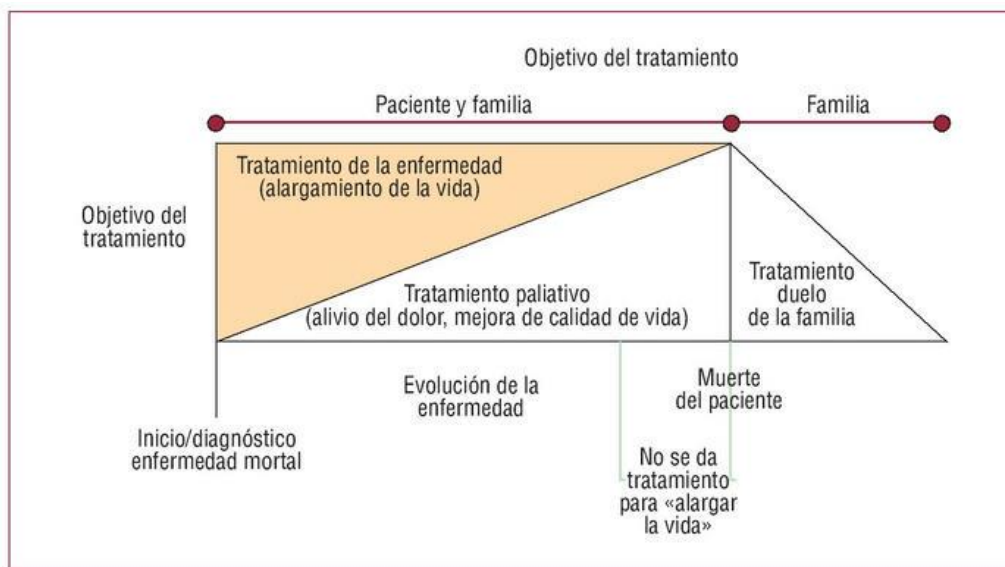 Objetivo del tratamiento
Paciente y familia
Familia
Tratamiento de la enfermedad
(alargamiento de la vida)
Objetivo del
tratamiento
Tratamiento paliativo
(alivio del dolor, mejora de calidad de vida)
Tratamiento
duelo
de la familia
Evolución de la
enfermedad
Muerte
del paciente
Inicio/diagnóstico
enfermedad mortal
No se da
tratamiento
para «alargar
la vida»